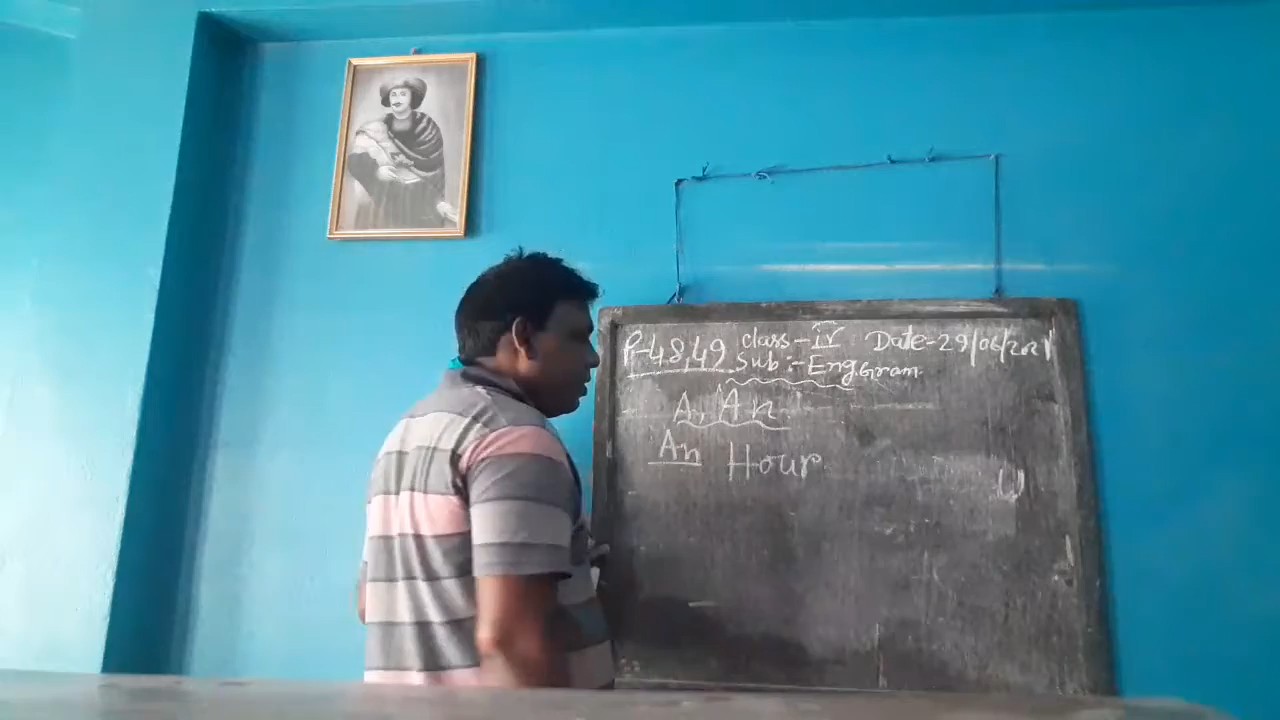 P-48,49 class-IV Date-29/06/2021
Sub:- Eng.Gram.
A, An
An Hour